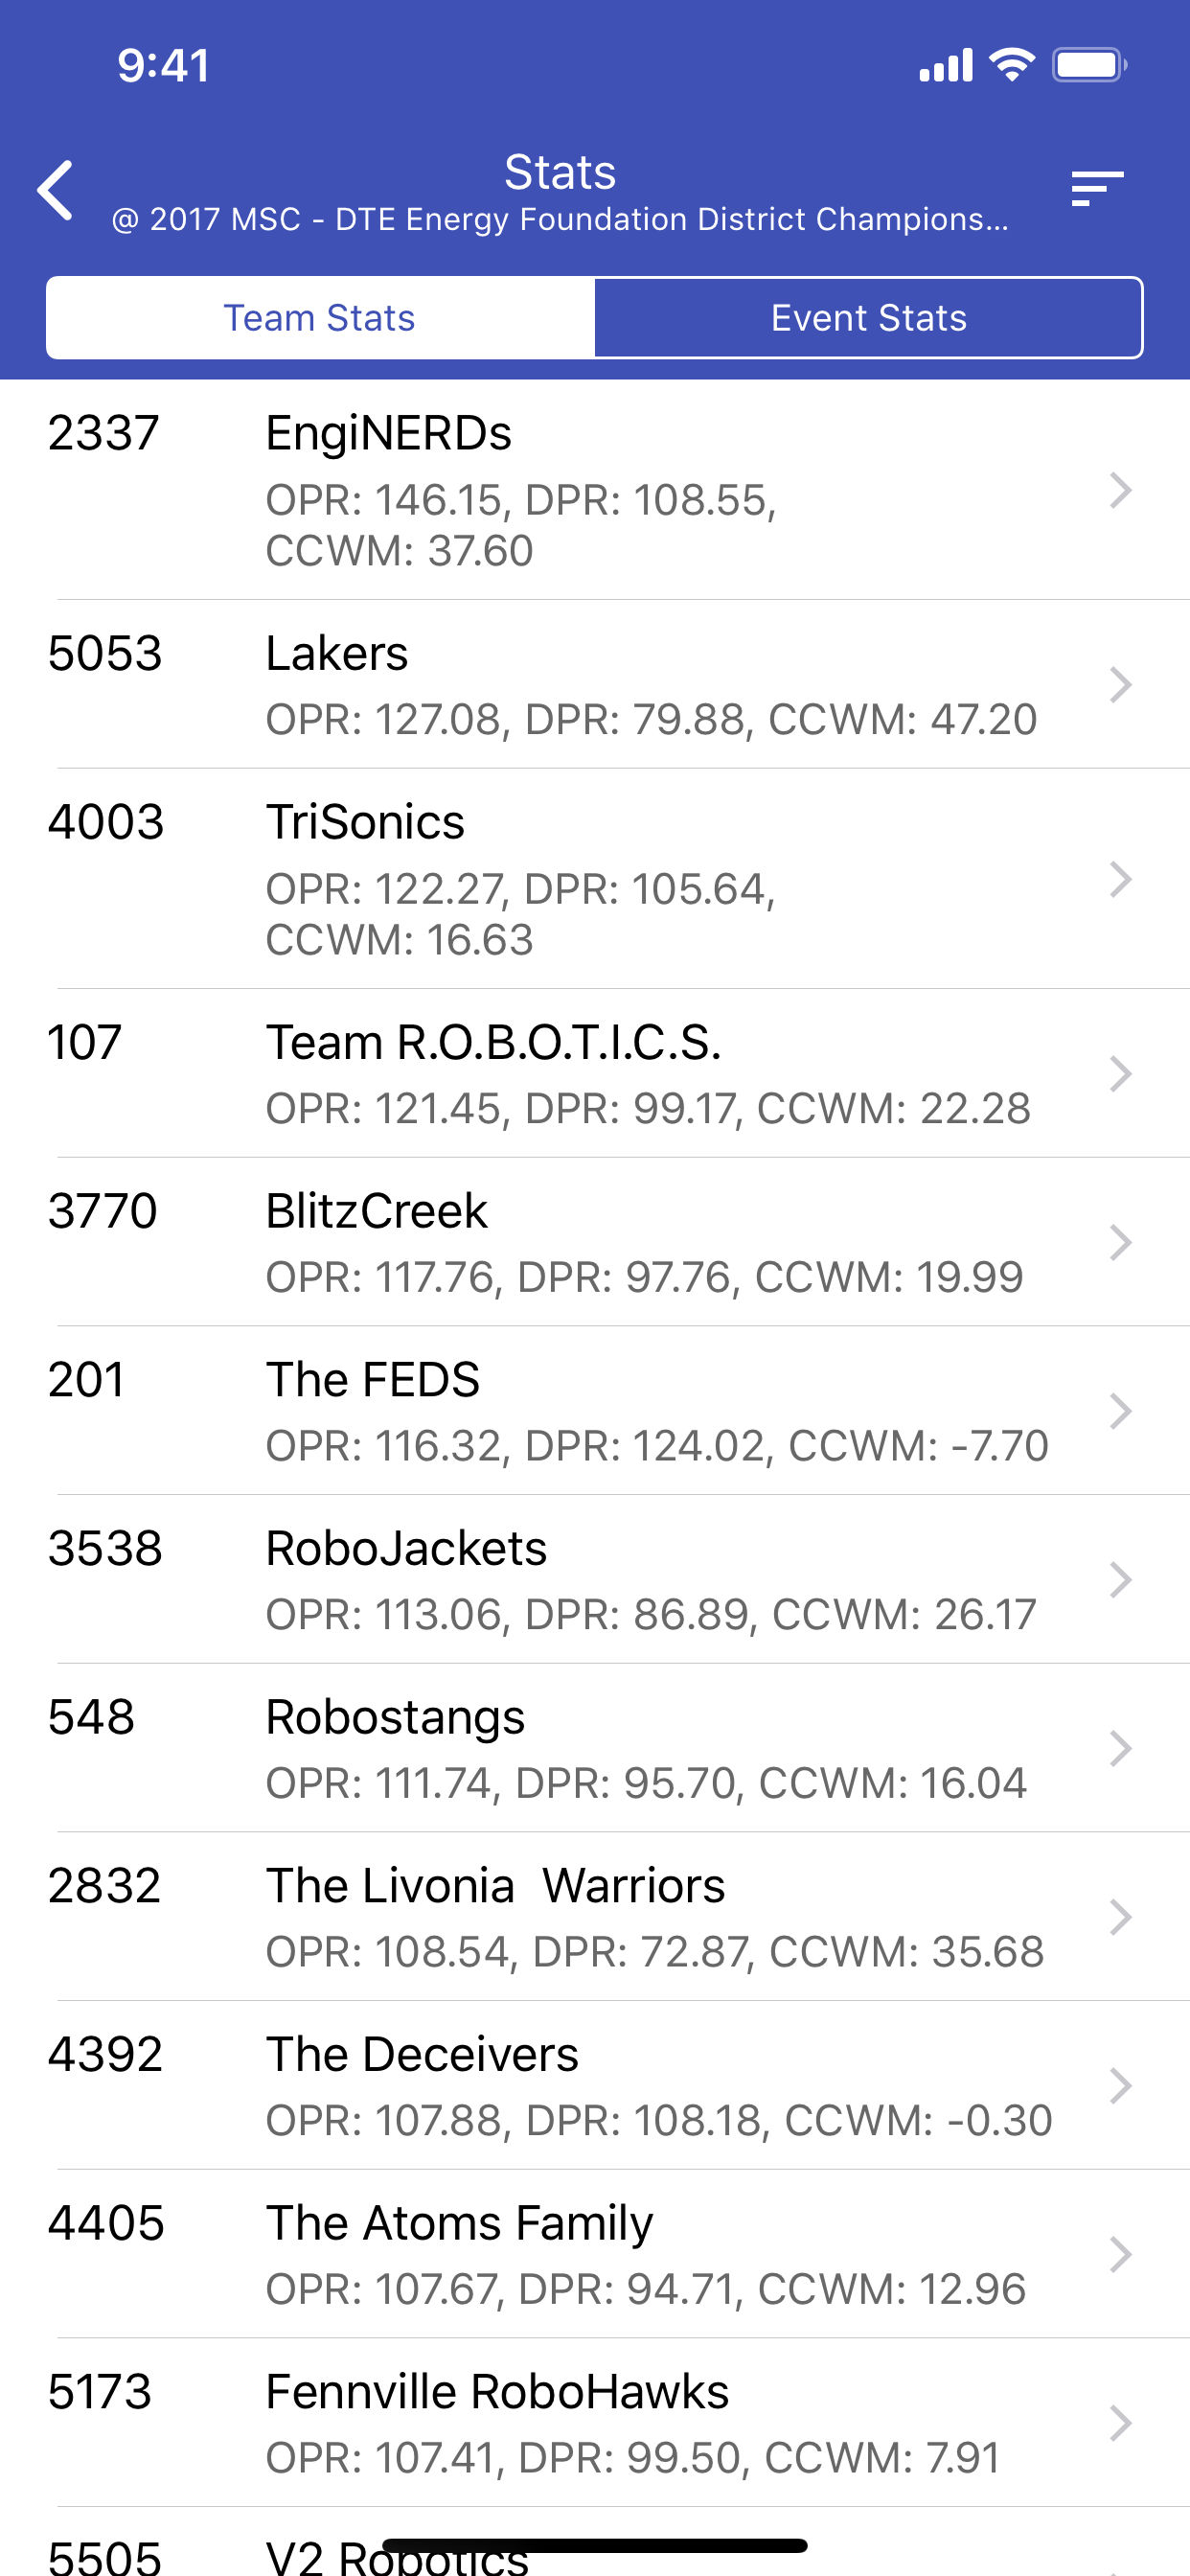 9:41
Stats
@ 2017 MSC - DTE Energy Foundation District Champions...
Team Stats
Event Stats
2337 EngiNERDs
OPR: 146.15, DPR: 108.55,
CCWM: 37.60
5053 Lakers
OPR: 127.08, DPR: 79.88, CCWM: 47.20
4003 TriSonics
OPR: 122.27, DPR: 105.64,
CCWM: 16.63
107 Team R.O.B.O.T.I.C.S.
OPR: 121.45, DPR: 99.17, CCWM: 22.28
3770 BlitzCreek
OPR: 117.76, DPR: 97.76, CCWM: 19.99
201 The FEDS
OPR: 116.32, DPR: 124.02, CCWM: -7.70
3538 RoboJackets
OPR: 113.06, DPR: 86.89, CCWM: 26.17
548 Robostangs
OPR: 111.74, DPR: 95.70, CCWM: 16.04
2832 The Livonia  Warriors
OPR: 108.54, DPR: 72.87, CCWM: 35.68
4392 The Deceivers
OPR: 107.88, DPR: 108.18, CCWM: -0.30
4405 The Atoms Family
OPR: 107.67, DPR: 94.71, CCWM: 12.96
5173 Fennville RoboHawks
OPR: 107.41, DPR: 99.50, CCWM: 7.91
5505 V2 Robotics